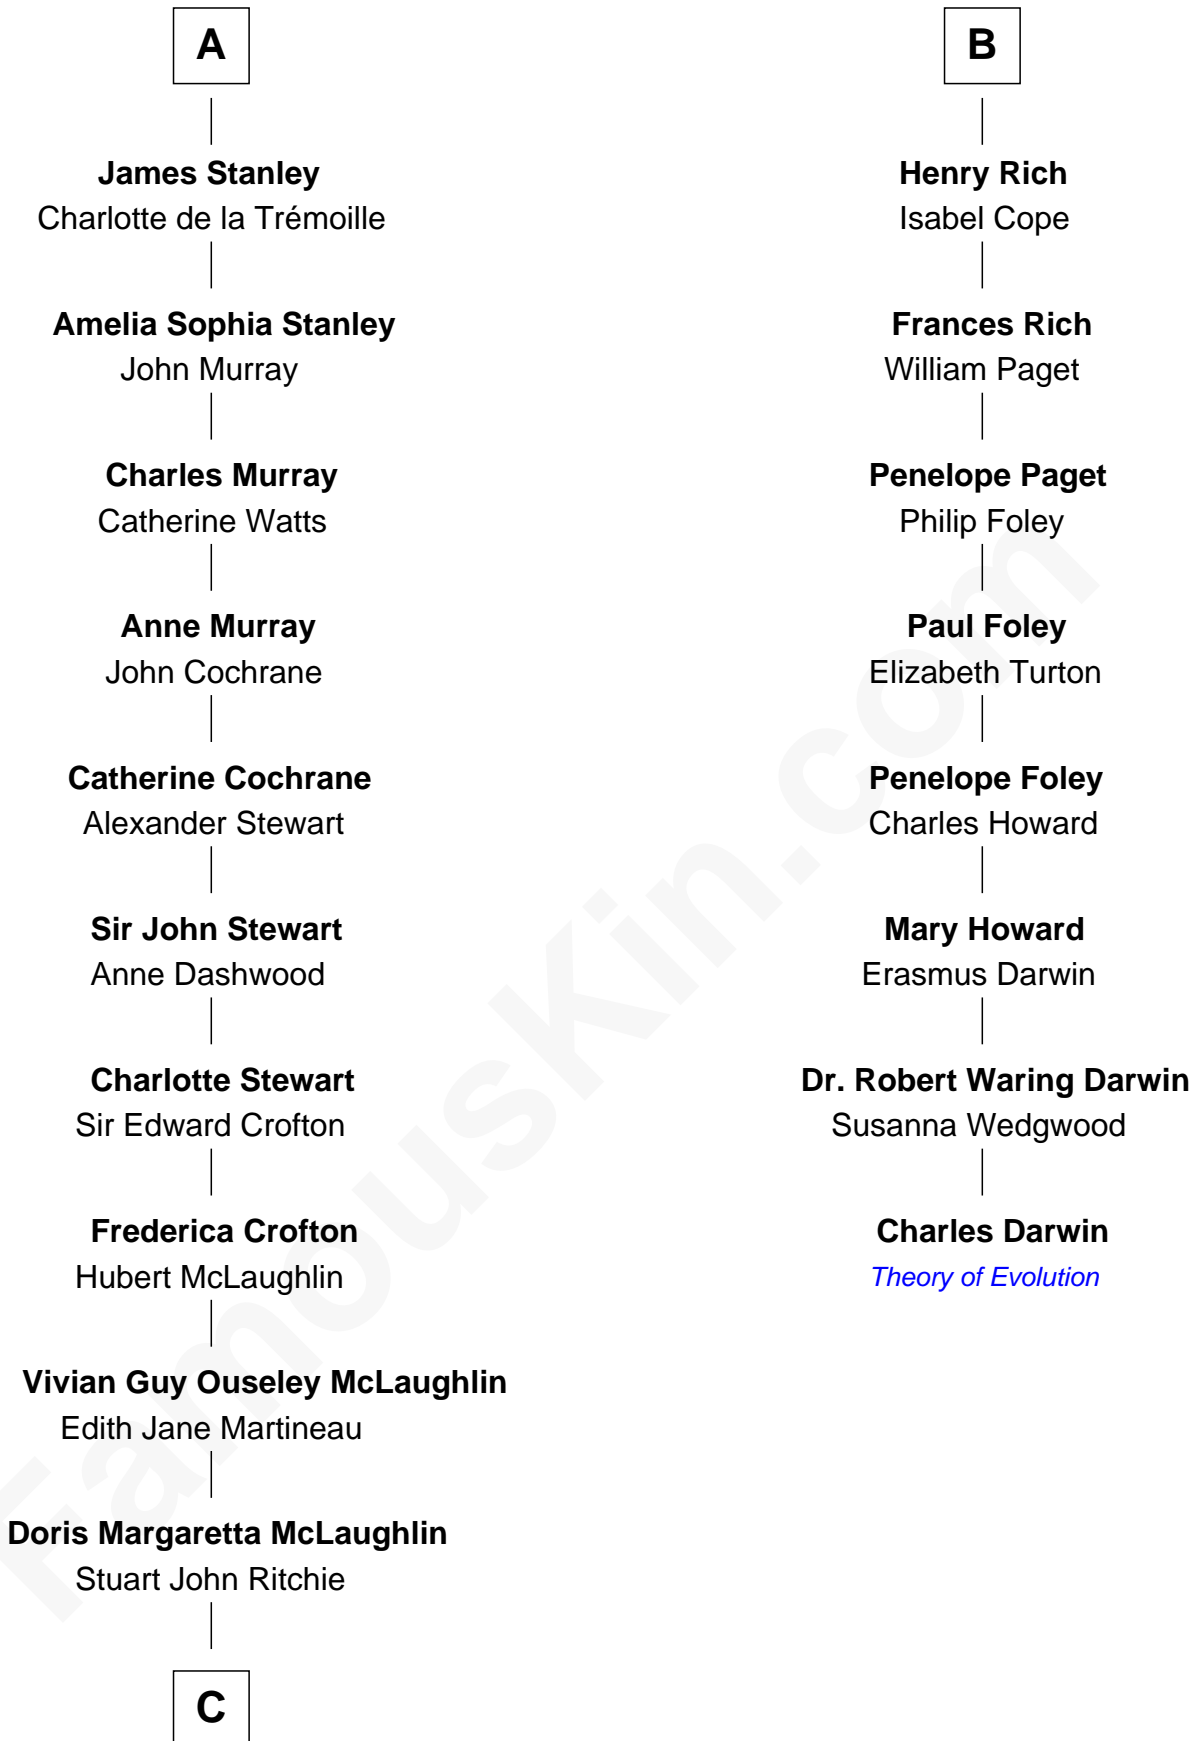 A
James Stanley
Charlotte de la Trémoille
Amelia Sophia Stanley
John Murray
Charles Murray
Catherine Watts
Anne Murray
John Cochrane
Catherine Cochrane
Alexander Stewart
Sir John Stewart
Anne Dashwood
Charlotte Stewart
Sir Edward Crofton
Frederica Crofton
Hubert McLaughlin
Vivian Guy Ouseley McLaughlin
Edith Jane Martineau
Doris Margaretta McLaughlin
Stuart John Ritchie
C
B
Henry Rich
Isabel Cope
Frances Rich
William Paget
Penelope Paget
Philip Foley
Paul Foley
Elizabeth Turton
Penelope Foley
Charles Howard
Mary Howard
Erasmus Darwin
Dr. Robert Waring Darwin
Susanna Wedgwood
Charles Darwin
Theory of Evolution
FamousKin.com